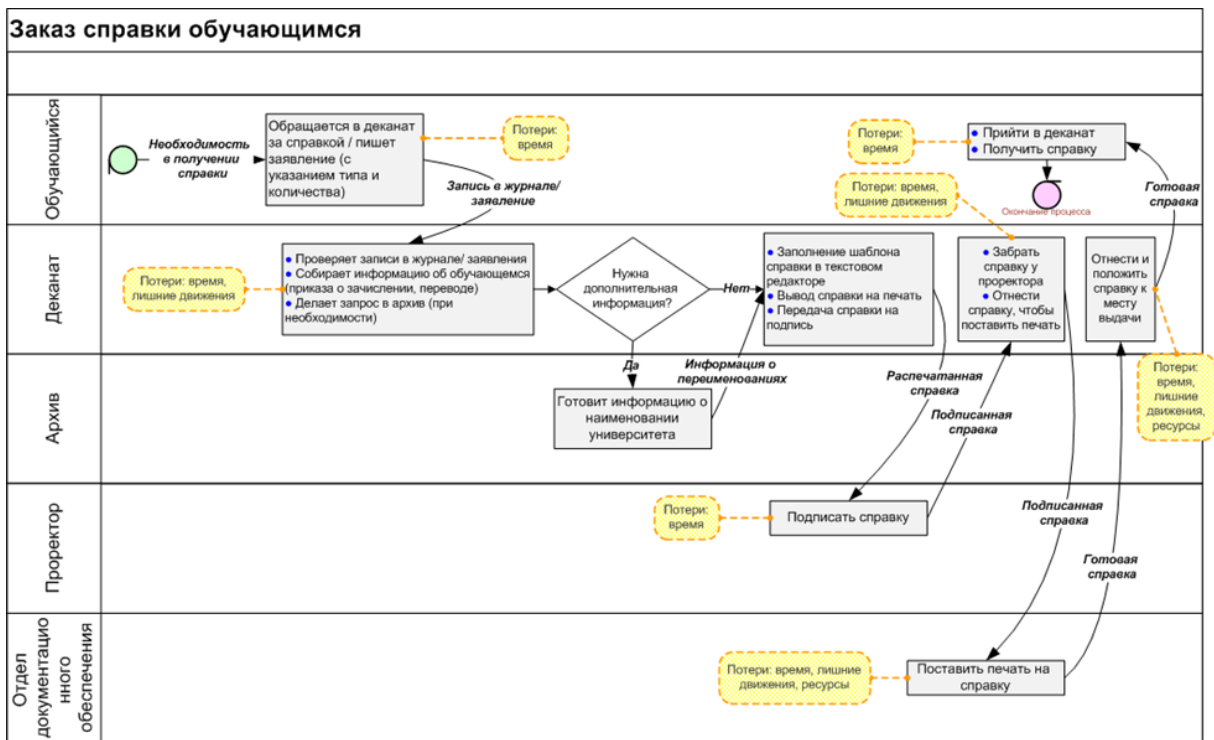 Заказ справки обучающимся
Обучающийся
Необходимость
в получении
справки
Обращается в деканат
за справкой / пишет
заявление (с
указанием типа и
количества)
Потери:
время
Запись в журнале/
заявление
Потери:
время
Прийти в деканат
Получить справку
Потери: время,
лишние движения
Окончание процесса
Готовая
справка
Деканат
Потери: время,
лишние движения
Проверяет записи в журнале/ заявления
Собирает информацию об обучающемся
(приказа о зачислении, переводе)
Делает запрос в архив (при
необходимости)
Нужна
дополнительная
информация?
Нет
Да
Заполнение шаблона
справки в текстовом
редакторе
Вывод справки на печать
Передача справки на
подпись
Забрать
справку у
проректора
Отнести
справку, чтобы
поставить печать
Отнести и
положить
справку к
месту
выдачи
Архив
Готовит информацию о
наименовании
университета
Информация о
переименованиях
Распечатанная
справка
Подписанная
справка
Потери:
время,
лишние
движения,
ресурсы
Проректор
Потери:
время
Подписать справку
Подписанная
справка
Готовая
справка
Отдел
документацио
нного
обеспечения
Потери: время, лишние
движения, ресурсы
Поставить печать на
справку